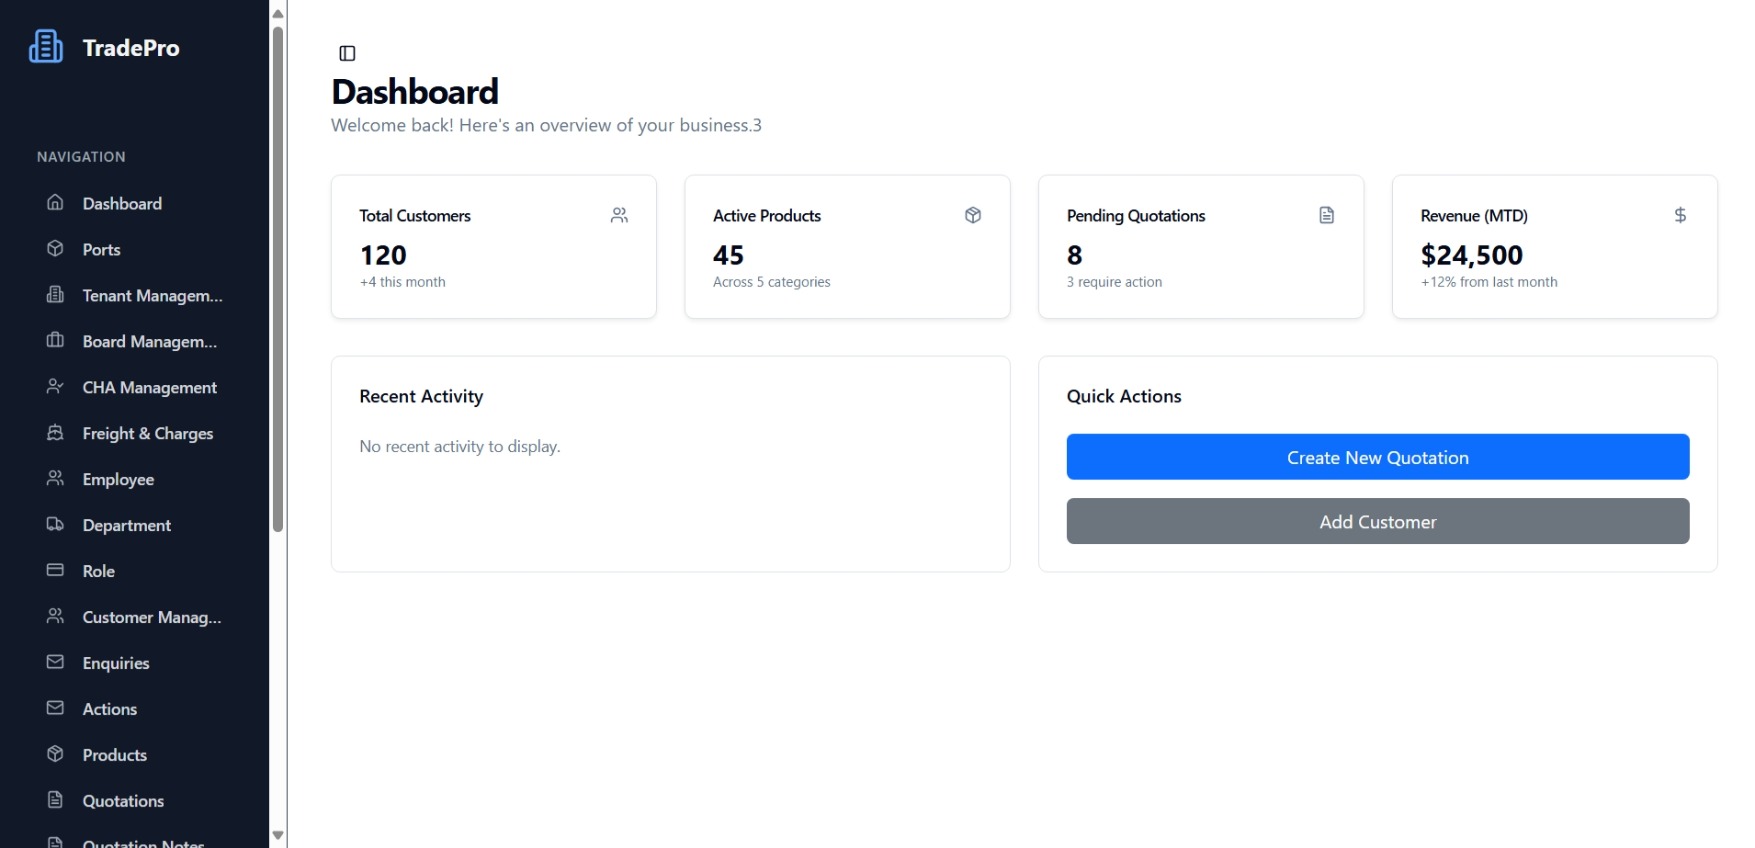 TradePro
NAVIGATION
Dashboard
Ports
Tenant Managem...
Board Managem...
CHA Management
Freight & Charges
Employee
Department
Role
Customer Manag...
Enquiries
Actions
Products
Quotations
Quotation Notes
Dashboard
Welcome back! Here's an overview of your business.3
Total Customers
120
+4 this month
Active Products
45
Across 5 categories
Pending Quotations
8
3 require action
Revenue (MTD)
$24,500
+12% from last month
Recent Activity
No recent activity to display.
Quick Actions
Create New Quotation
Add Customer